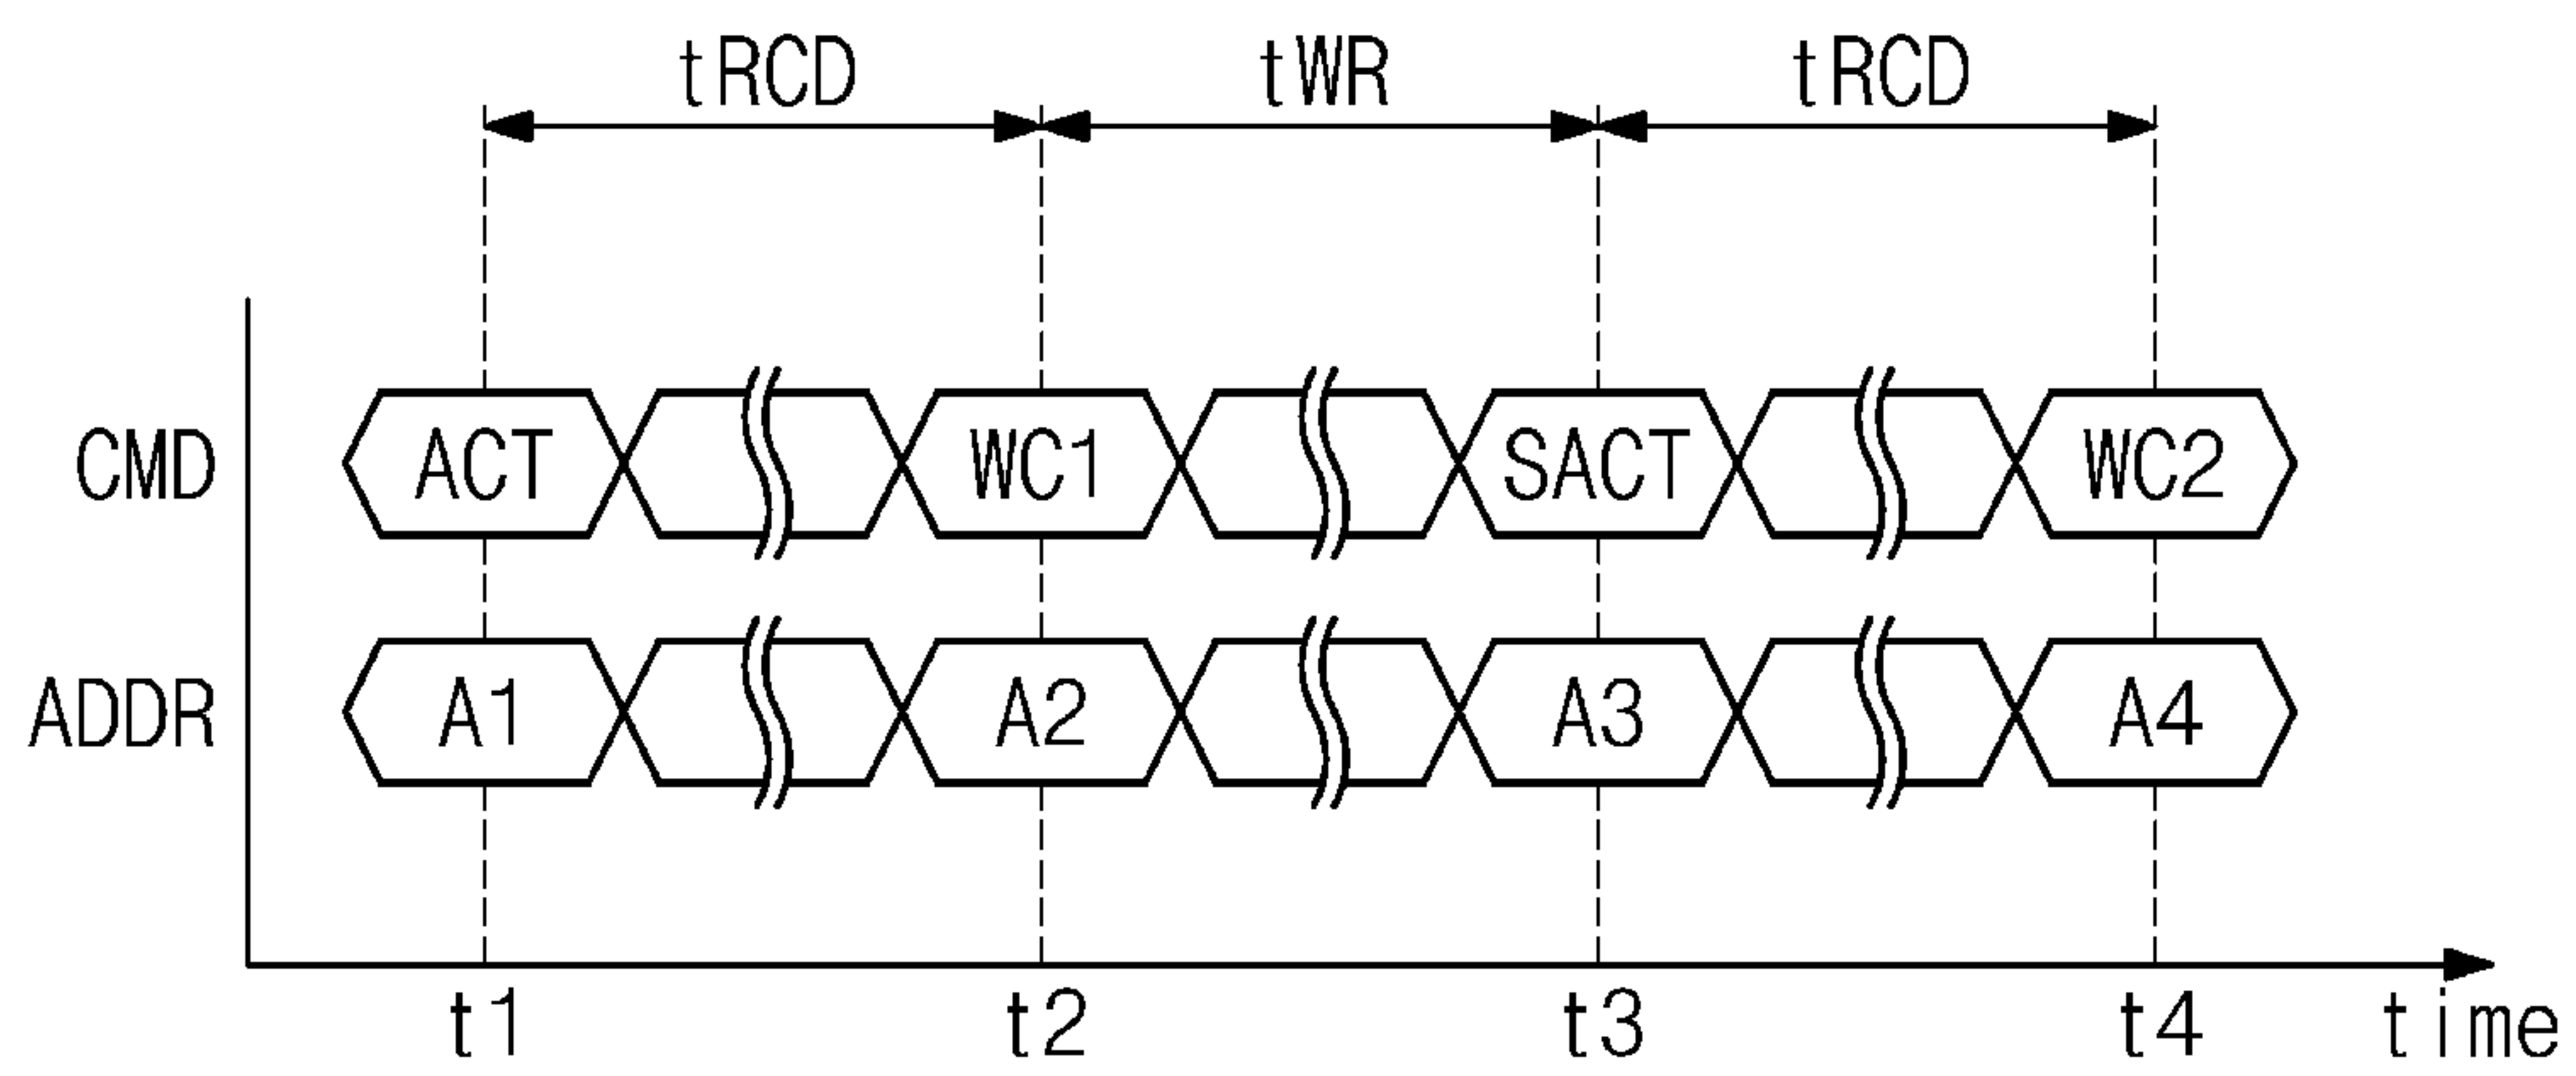 tRCD tWR tRCD
CMD ACT WC1 SACT WC2
ADDR A1 A2 A3 A4
t1 t2 t3 t4 time